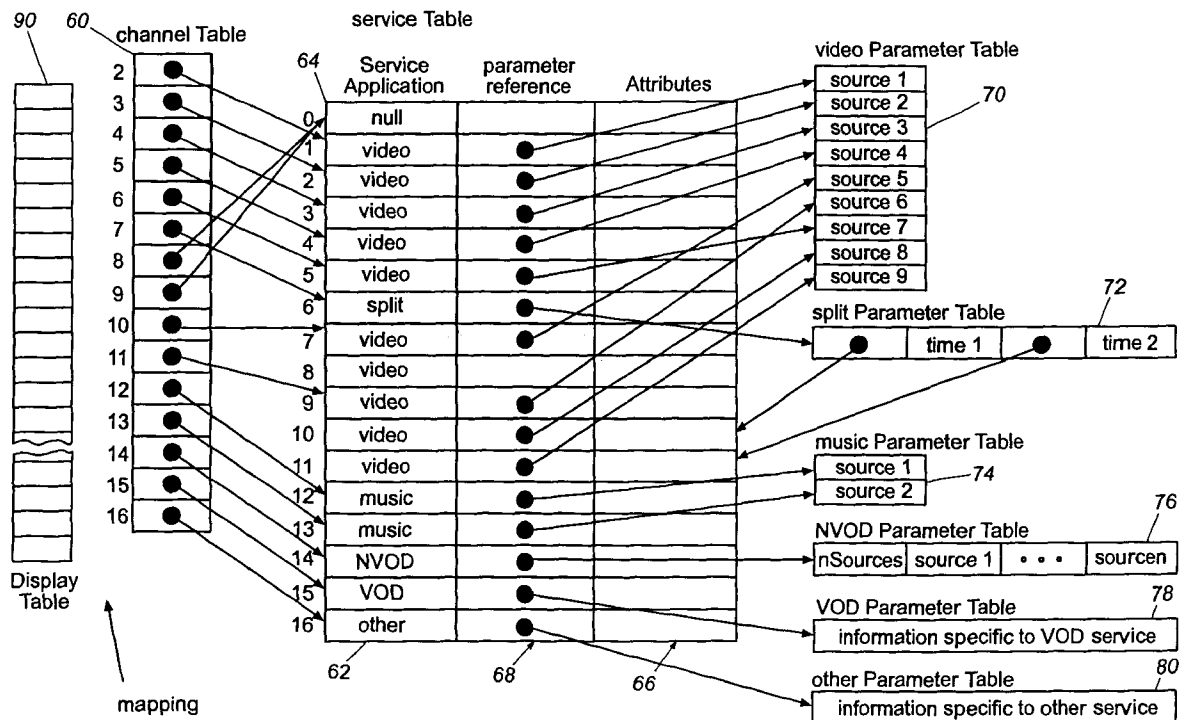 90
60
channel Table
2
3
4
5
6
7
8
9
10
11
12
13
14
15
16
Display
Table
mapping
service Table
64
Service
Application
parameter
reference
Attributes
0
null
1
video
2
video
3
video
4
video
5
video
6
split
7
video
8
video
9
video
10
video
11
video
12
music
13
music
14
NVOD
15
VOD
16
other
62
68
66
video Parameter Table
source 1
source 2
source 3
source 4
source 5
source 6
source 7
source 8
source 9
70
split Parameter Table
72
time 1
time 2
music Parameter Table
source 1
source 2
74
NVOD Parameter Table
76
nSources source 1 • • • sourcen
VOD Parameter Table
78
information specific to VOD service
other Parameter Table
80
information specific to other service